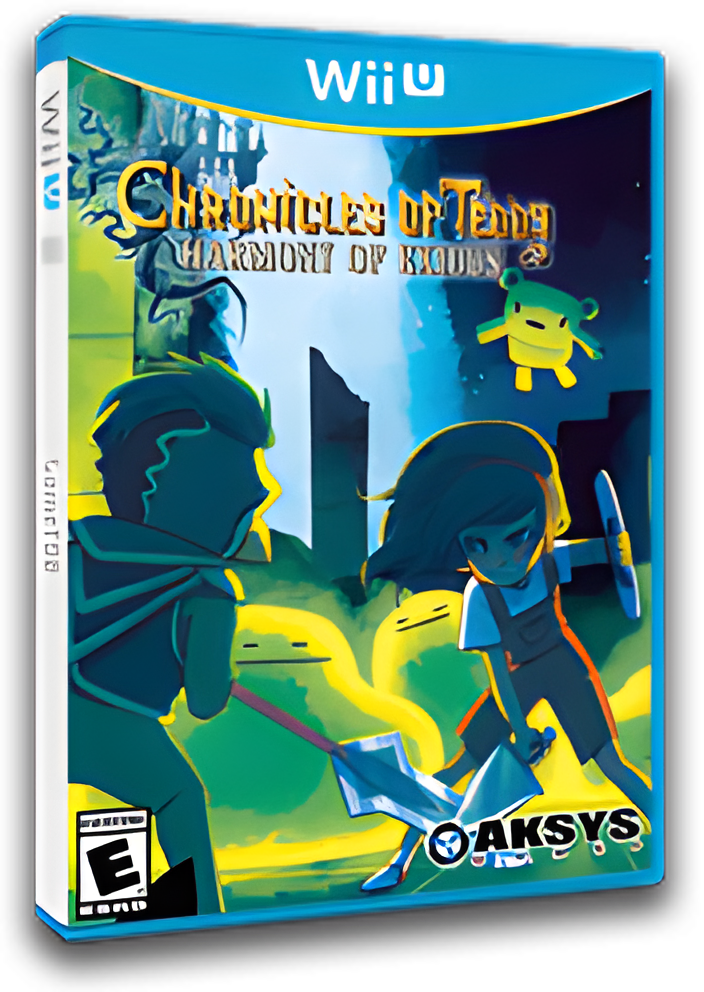 Wii U
Wii U
CHRONICLES OF TEDDY
HARMONY OF EXIDUS
E
AKSYS